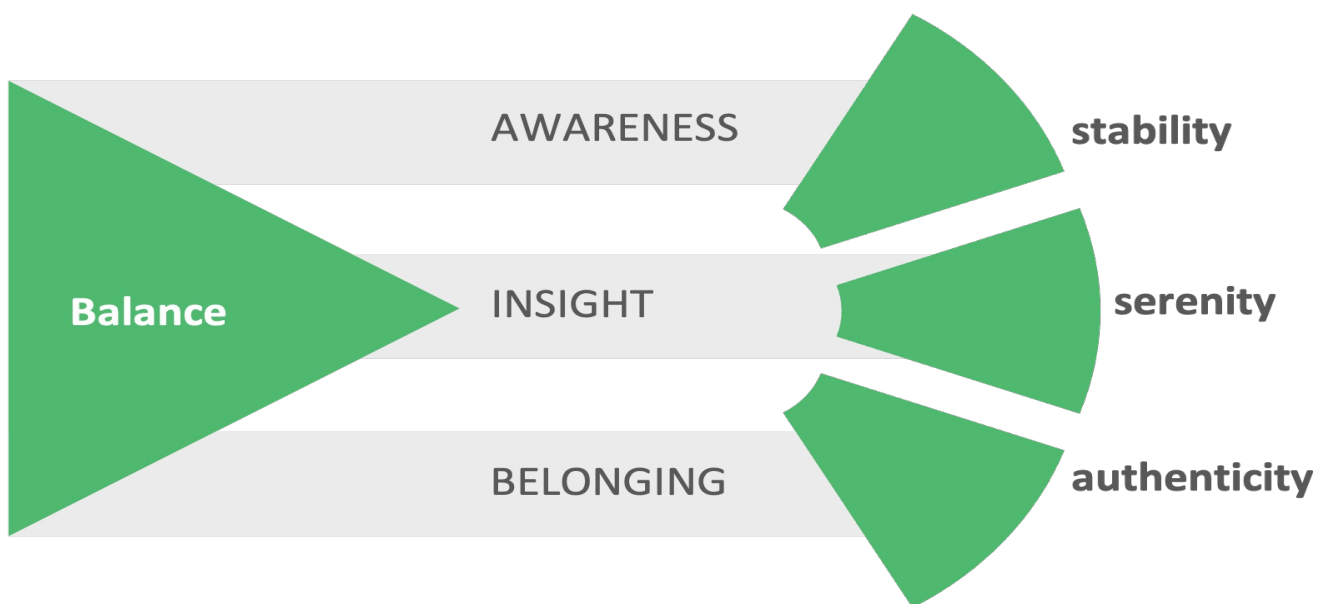 AWARENESS
stability
Balance
INSIGHT
serenity
BELONGING
authenticity